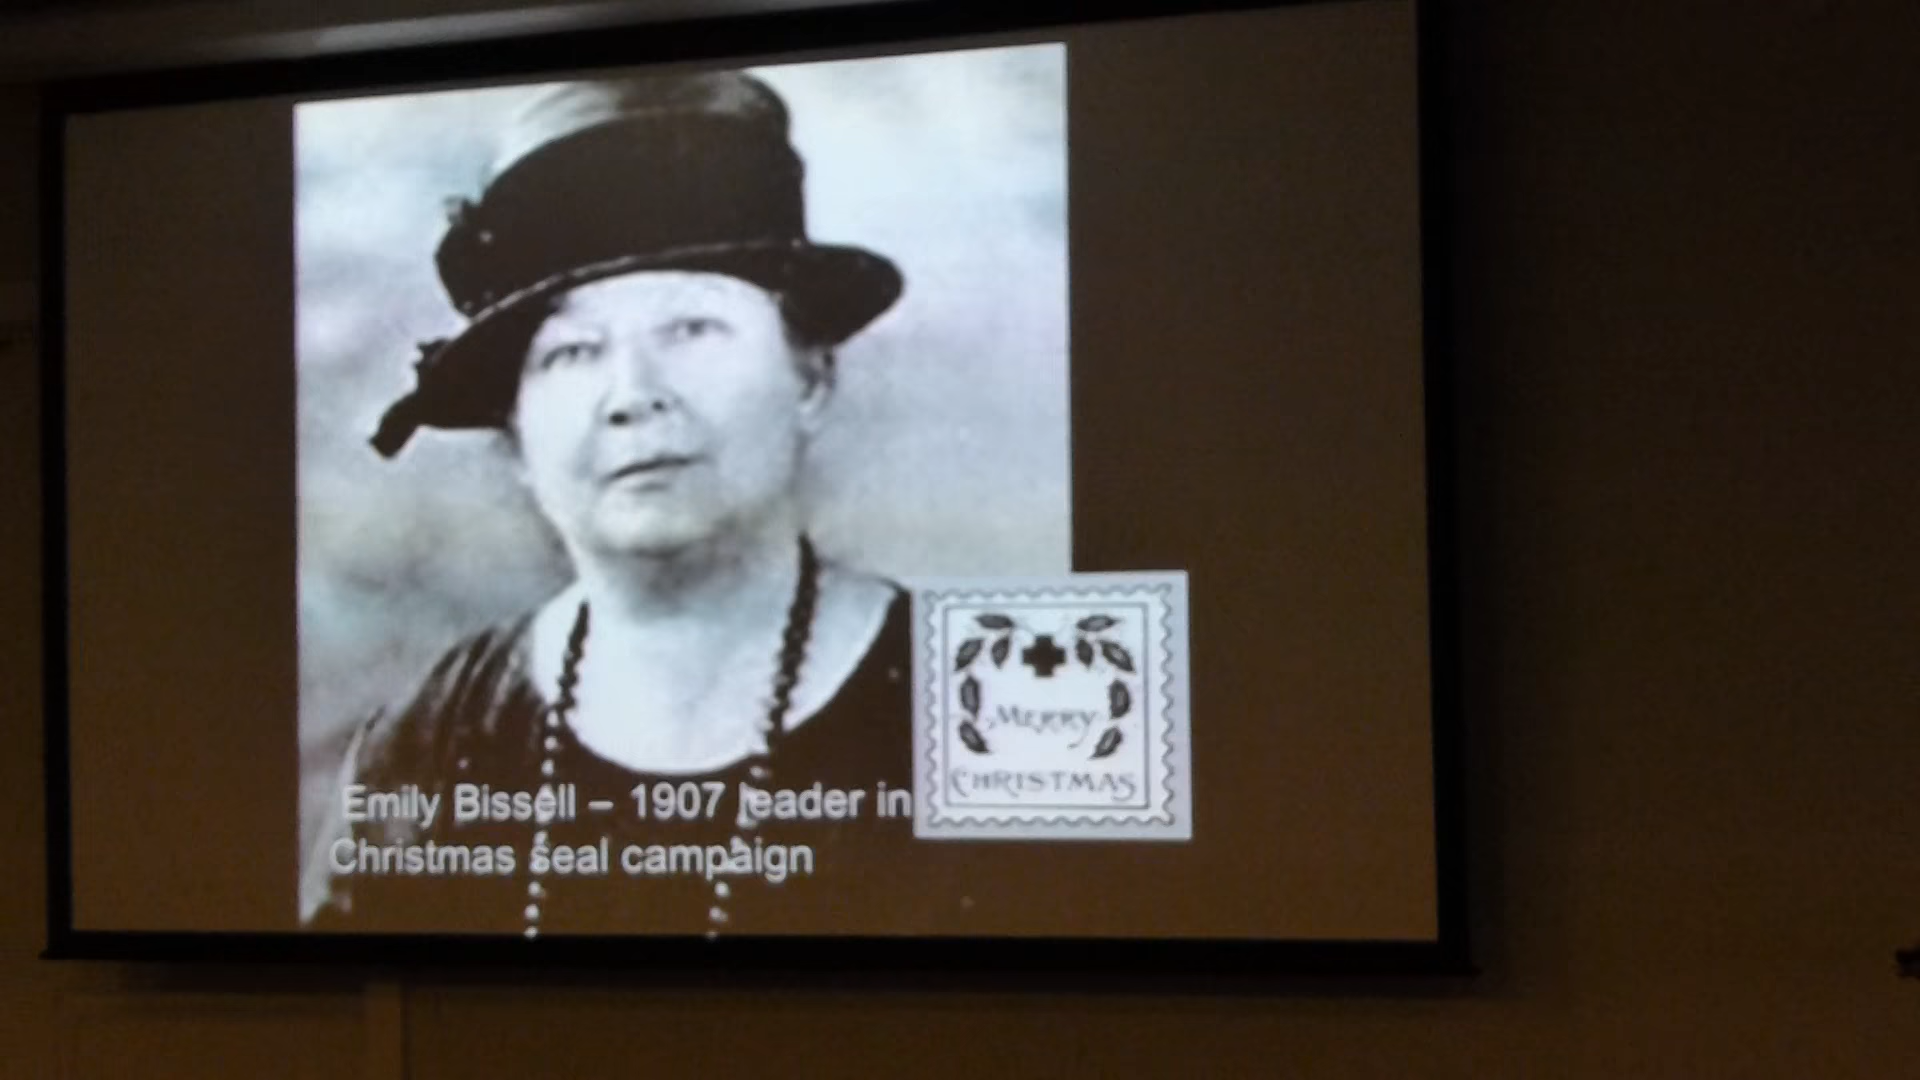 Emily Bissell – 1907 leader in
Christmas seal campaign
MERRY
CHRISTMAS